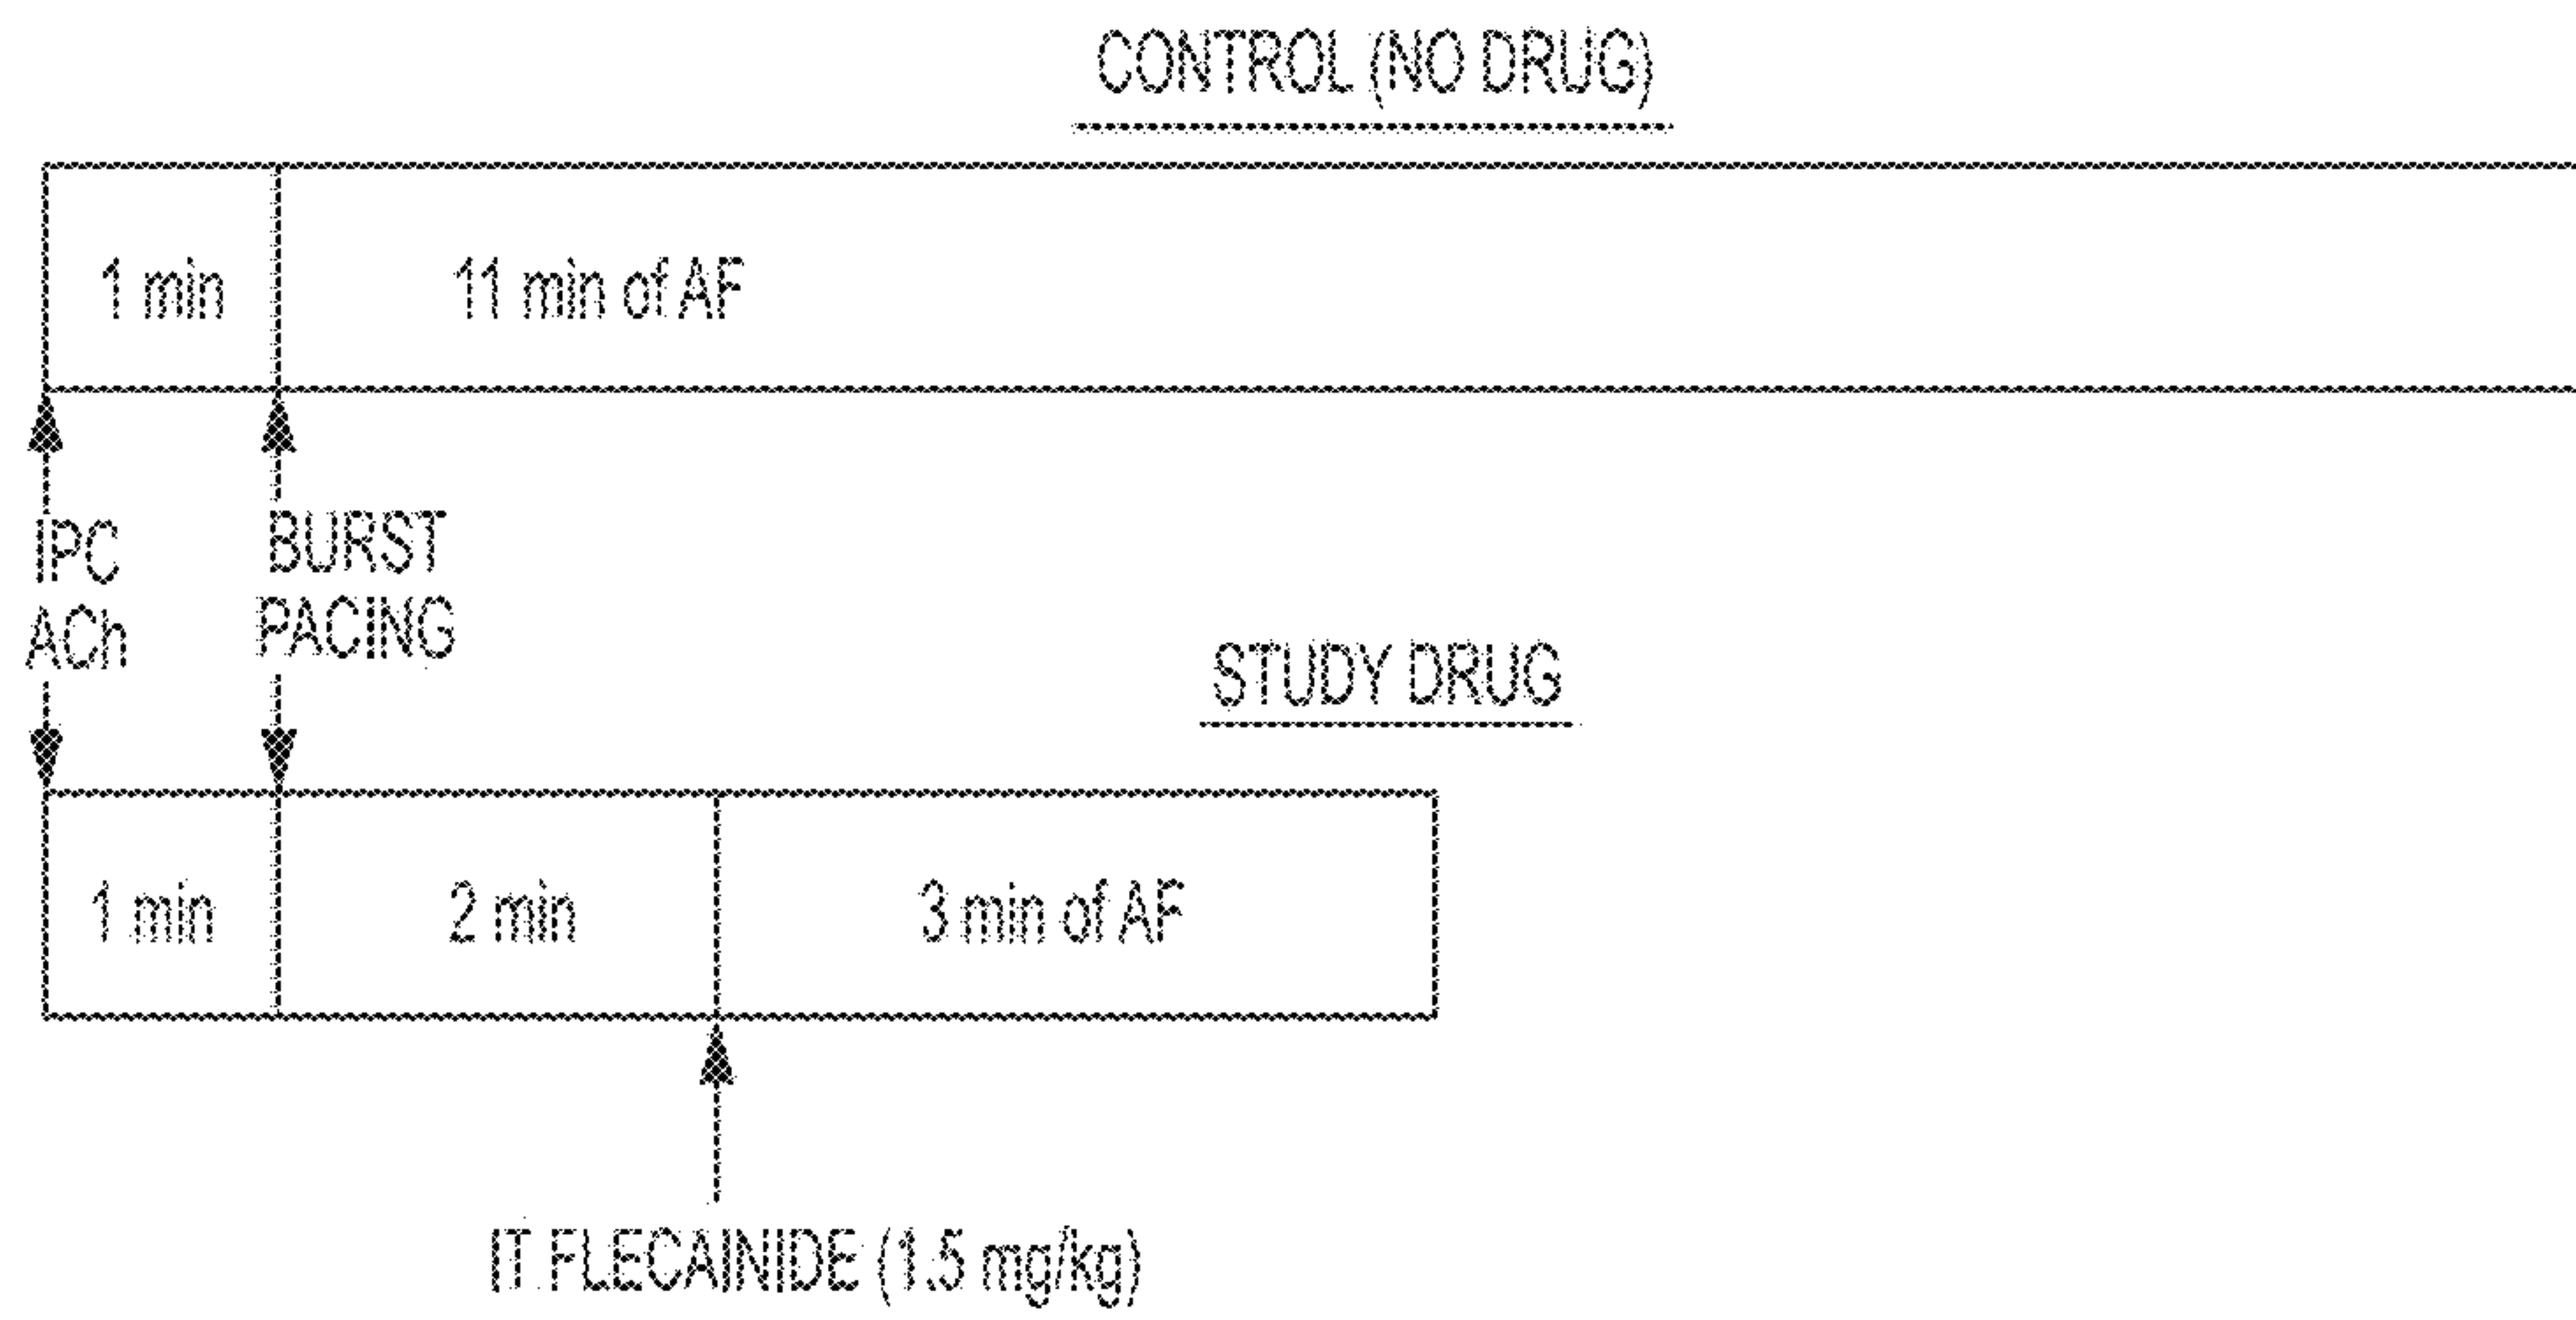 CONTROL (NO DRUG)
1 min
11 min of AF
IPC
ACh
BURST
PACING
STUDY DRUG
1 min
2 min
3 min of AF
IT FLECAINIDE (1.5 mg/kg)